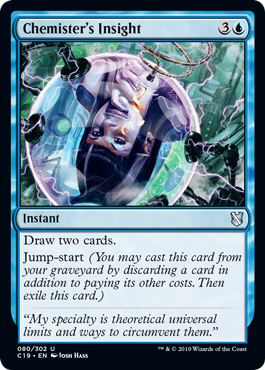 Chemister's Insight 3
Instant
Draw two cards.
Jump-start (You may cast this card
from your graveyard by discarding a card in
addition to paying its other costs. Then
exile this card.)
"My specialty is theoretical universal
limits and ways to circumvent them."
080/302 U
C19 • EN Josh Hass
™ & © 2019 Wizards of the Coast